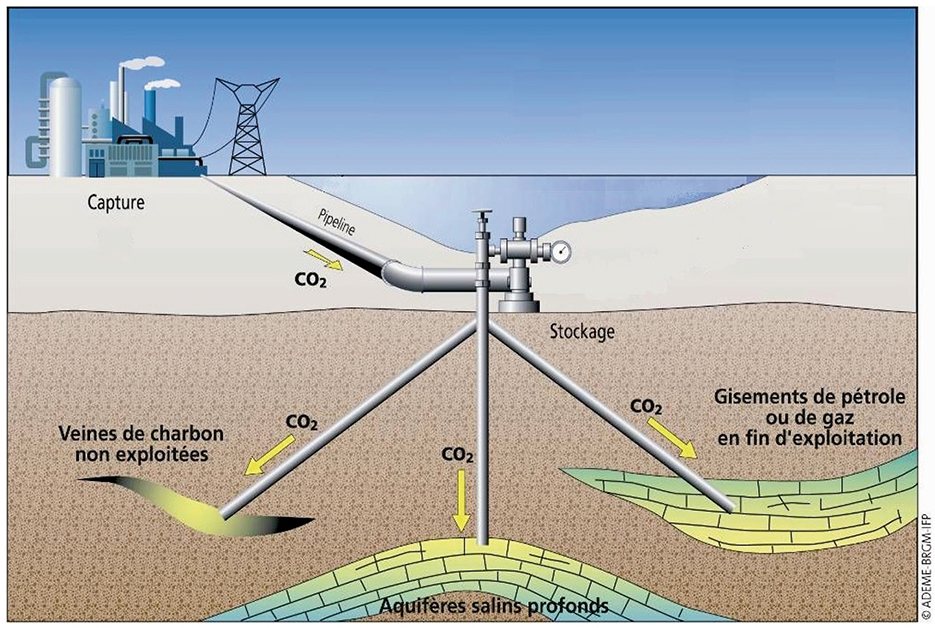 Capture
Pipeline
CO2
Stockage
Gisements de pétrole
ou de gaz
en fin d'exploitation
CO2
CO2
Veines de charbon
non exploitées
CO2
Aquifères salins profonds
© ADEME-BRGM-IFP